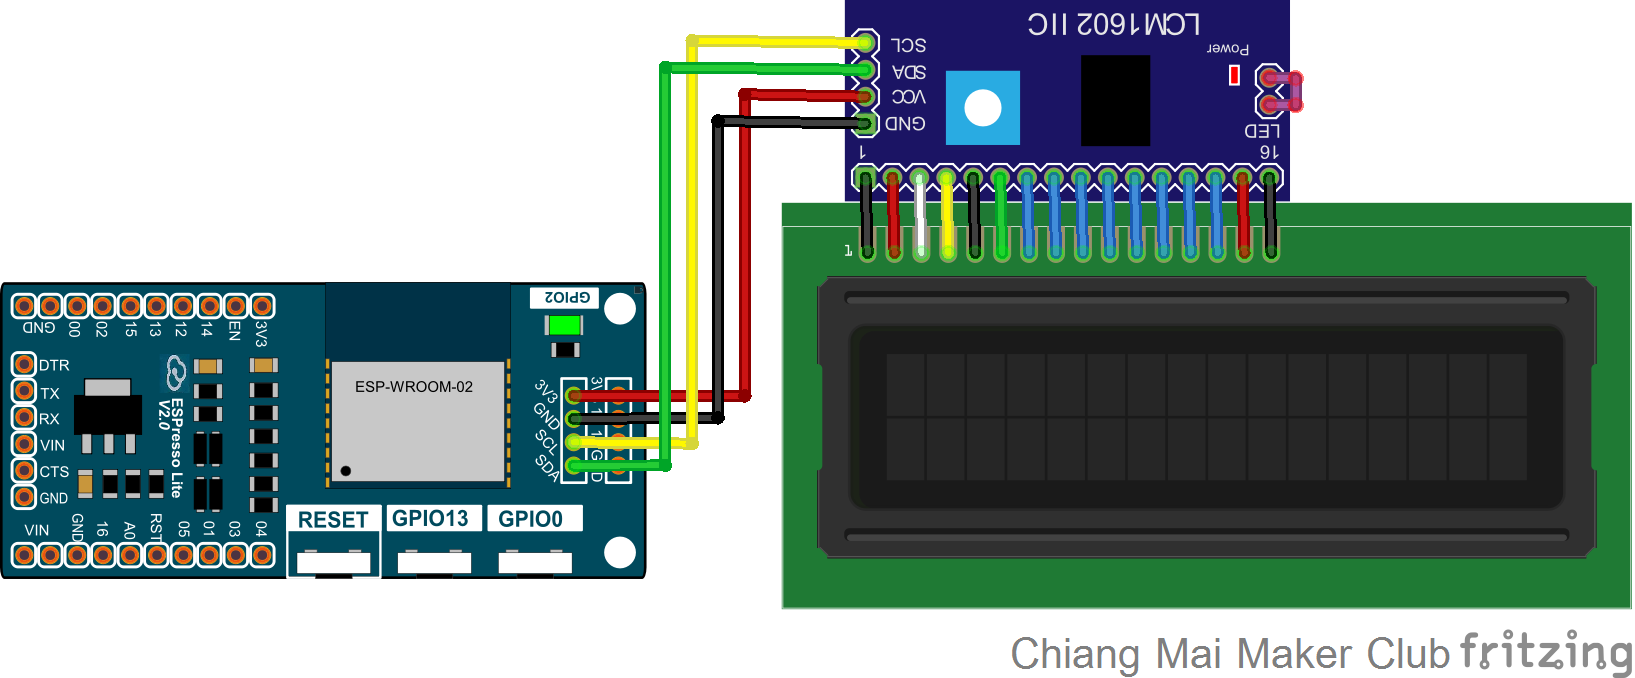 LCM1602 IIC
SCL
SDA
VCC
GND
Power
LED
1
16
1
GPIO2
GND
00
02
15
13
12
14
EN
3V3
DTR
TX
RX
VIN
CTS
GND
ESPresso Lite
V2.0
ESP-WROOM-02
3V3
GND
SCL
SDA
VIN
GND
16
A0
RST
05
01
03
04
RESET
GPIO13
GPIO0
Chiang Mai Maker Club fritzing